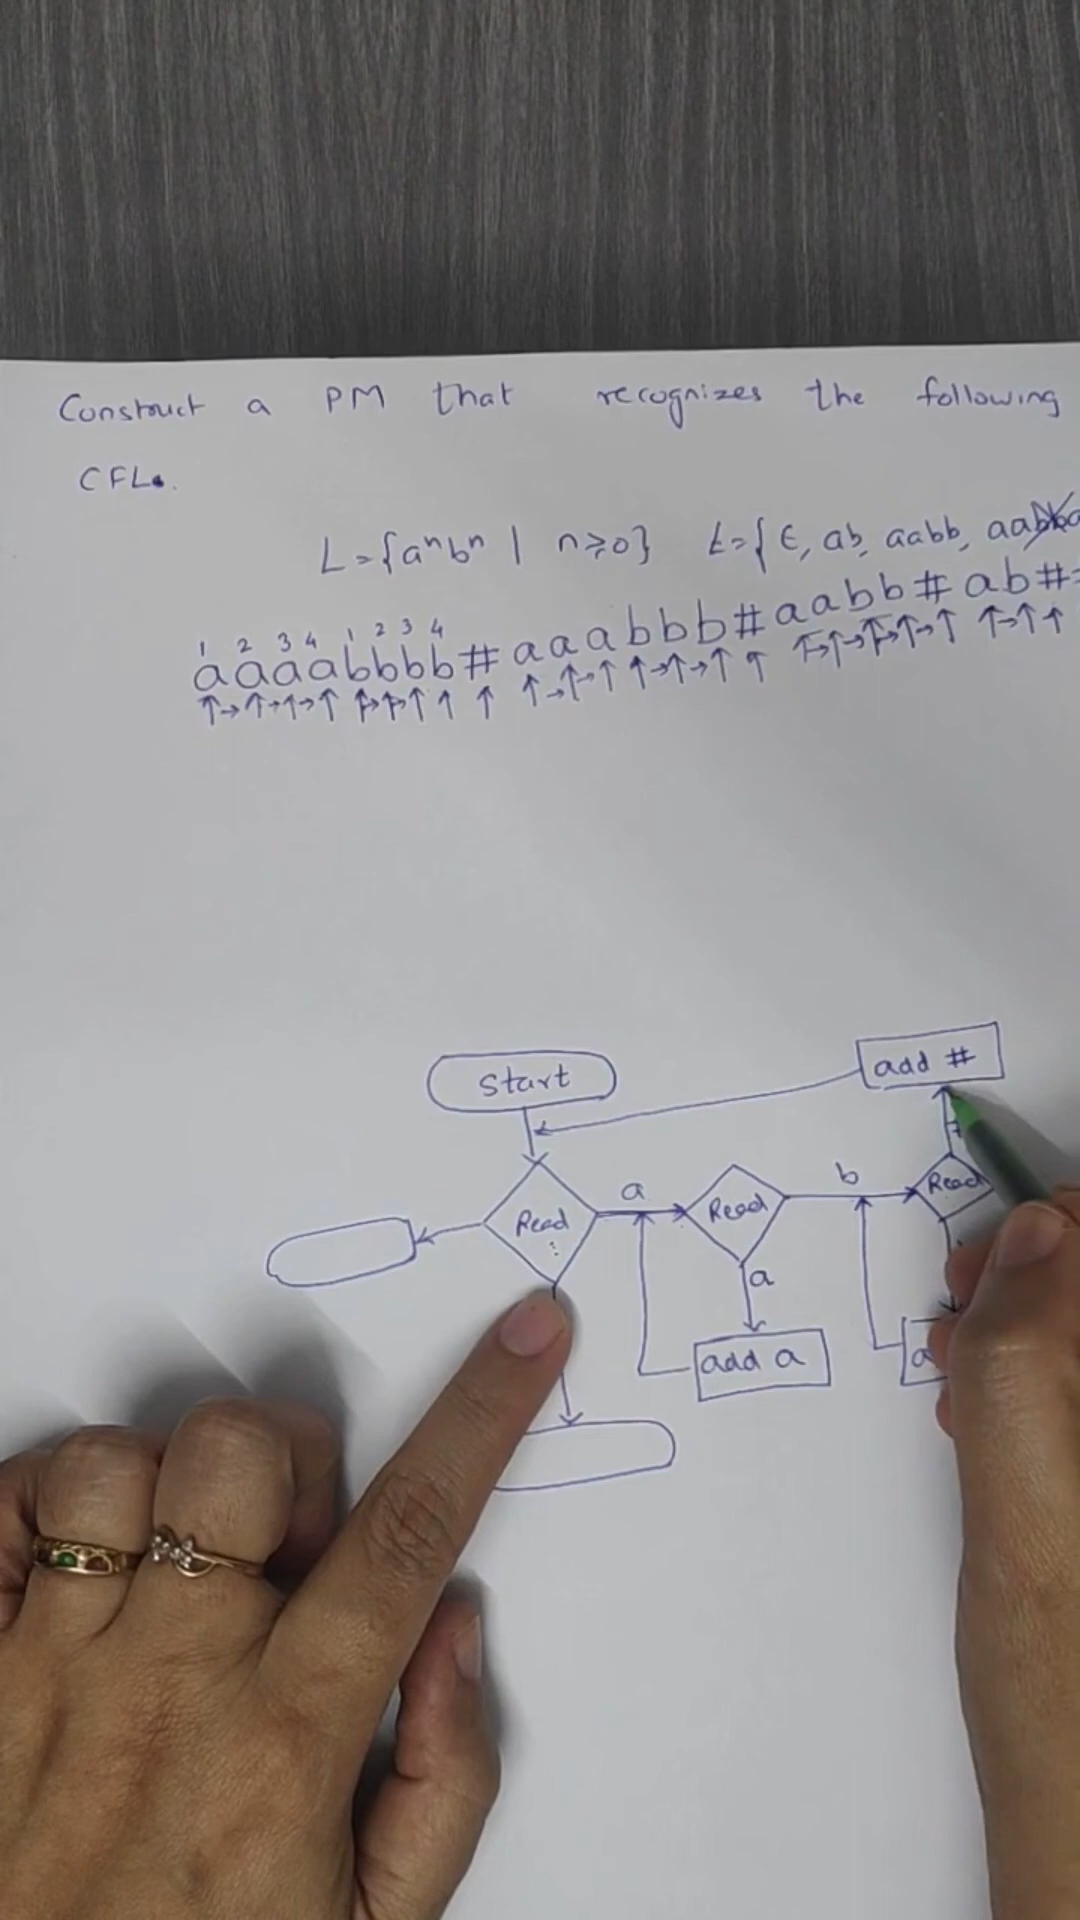 Construct a PM that recognizes the following
CFL.
L={aⁿbⁿ | n≥0} L={ ε, ab, aabb,
1 2 3 4 1 2 3 4
aaaabbbb#aaabbb#aabb#ab#
Start
add #
Read
a
Read
b
Read
a
add a